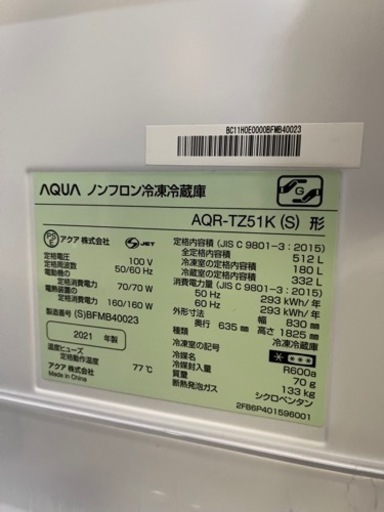 BC11H0E0000BFMB40023
AQUA ノンフロン冷凍冷蔵庫
AQR-TZ51K (S) 形
PSE アクア株式会社 JET
定格電圧 100 V
定格周波数 50/60 Hz
電動機の
定格消費電力 70/70 W
電熱装置の
定格消費電力 160/160 W
製造番号 (S)BFMB40023
2021 年製
温度ヒューズ
定格動作温度 77℃
アクア株式会社
Made in China
定格内容積 (JIS C 9801-3 : 2015)
全定格内容積 512 L
冷凍室の定格内容積 180 L
冷蔵室の定格内容積 332 L
消費電力量 (JIS C 9801-3 : 2015)
50 Hz 293 kWh/年
60 Hz 293 kWh/年
外形寸法 幅 830 mm
奥行 635 mm 高さ 1825 mm
種類 冷凍冷蔵庫
冷凍室の記号
冷媒名 R600a
冷媒封入量 70 g
質量 133 kg
断熱発泡ガス シクロペンタン
2FB6P401596001